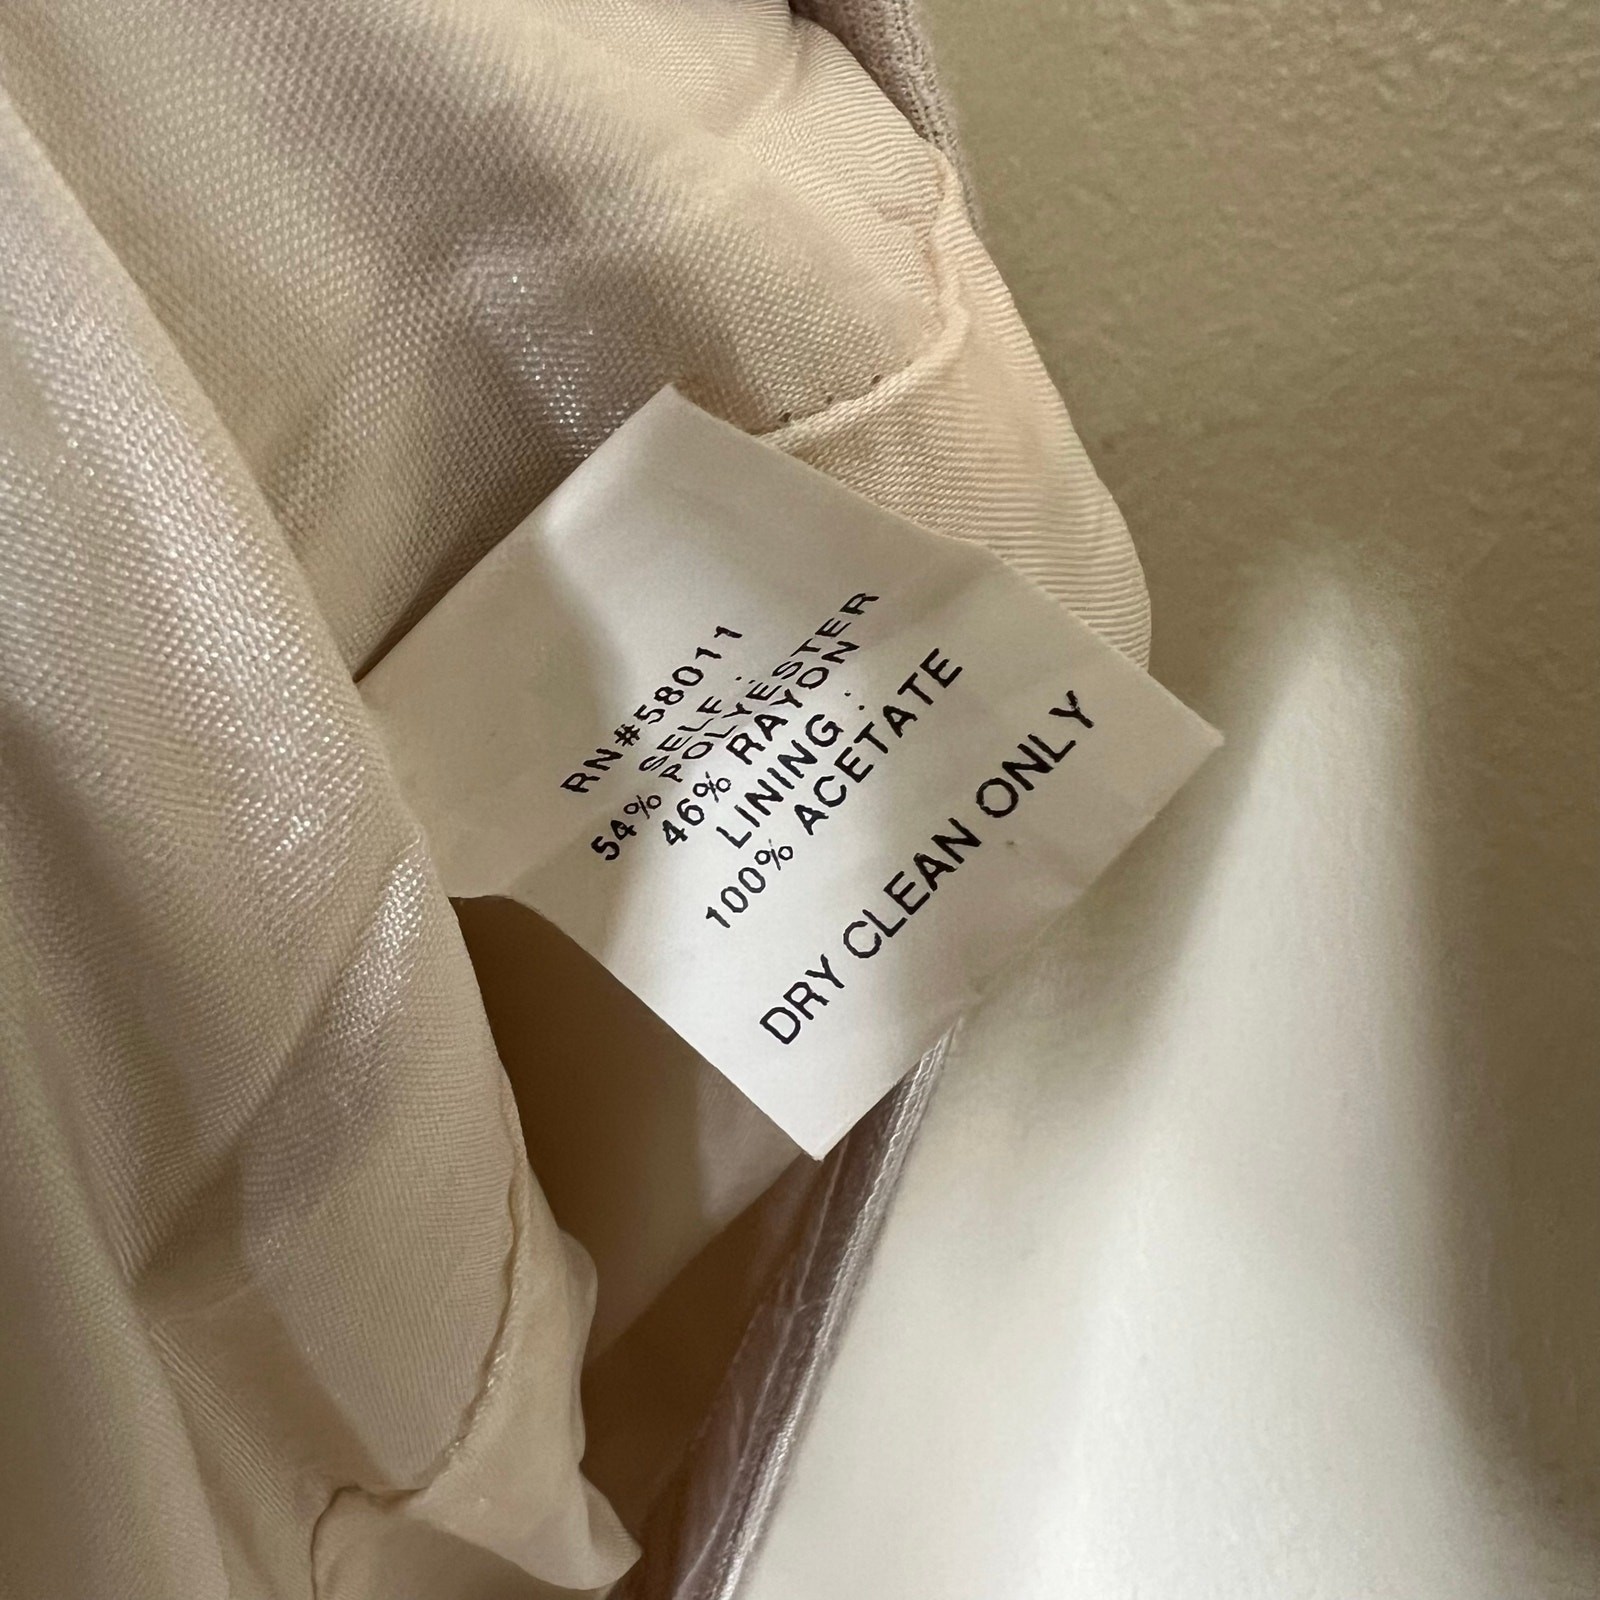 RN#58011
SELF:
54% POLYESTER
46% RAYON
LINING:
100% ACETATE
DRY CLEAN ONLY